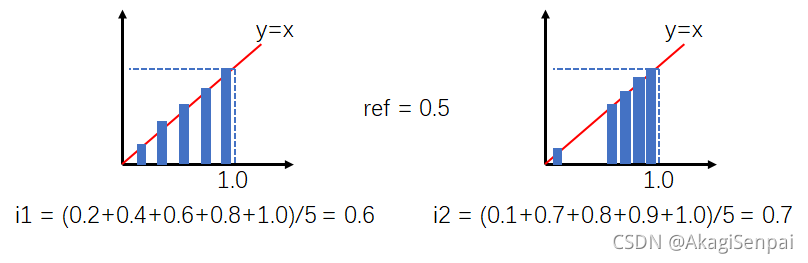 y=x
y=x
ref = 0.5
1.0
1.0
i1 = (0.2+0.4+0.6+0.8+1.0)/5 = 0.6
i2 = (0.1+0.7+0.8+0.9+1.0)/5 = 0.7
CSDN @AkagiSenpai